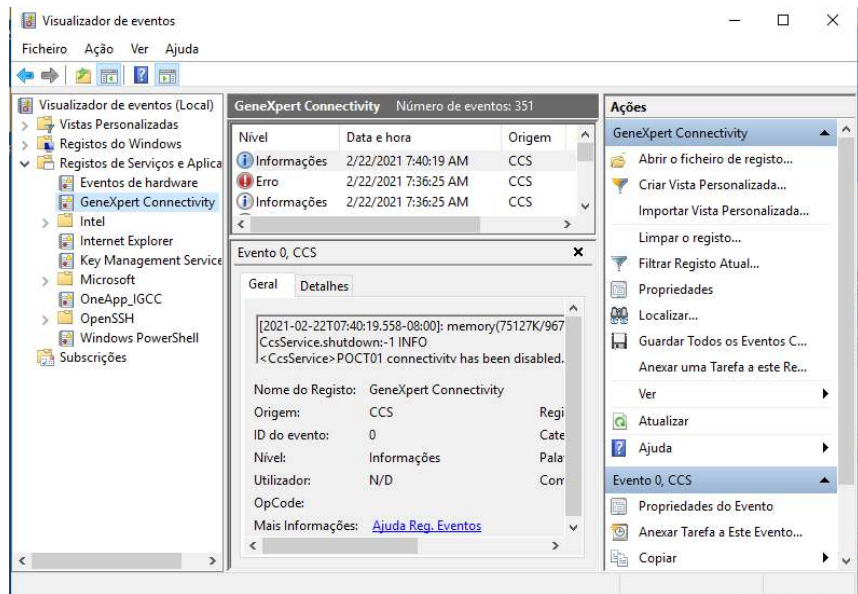 Visualizador de eventos
Ficheiro Ação Ver Ajuda
Visualizador de eventos (Local)
Vistas Personalizadas
Registos do Windows
Registos de Serviços e Aplica
Eventos de hardware
GeneXpert Connectivity
Intel
Internet Explorer
Key Management Service
Microsoft
OneApp_IGCC
OpenSSH
Windows PowerShell
Subscrições
GeneXpert Connectivity Número de eventos: 351
Nível Data e hora Origem
Informações 2/22/2021 7:40:19 AM CCS
Erro 2/22/2021 7:36:25 AM CCS
Informações 2/22/2021 7:36:25 AM CCS
Evento 0, CCS
Geral Detalhes
[2021-02-22T07:40:19.558-08:00]: memory(75127K/967
CcsService.shutdown:-1 INFO
<CcsService>POCT01 connectivity has been disabled.
Nome do Registo: GeneXpert Connectivity
Origem: CCS Regi
ID do evento: 0 Cate
Nível: Informações Pala
Utilizador: N/D Com
OpCode:
Mais Informações: Ajuda Reg. Eventos
Ações
GeneXpert Connectivity
Abrir o ficheiro de registo...
Criar Vista Personalizada...
Importar Vista Personalizada...
Limpar o registo...
Filtrar Registo Atual...
Propriedades
Localizar...
Guardar Todos os Eventos C...
Anexar uma Tarefa a este Re...
Ver
Atualizar
Ajuda
Evento 0, CCS
Propriedades do Evento
Anexar Tarefa a Este Evento...
Copiar